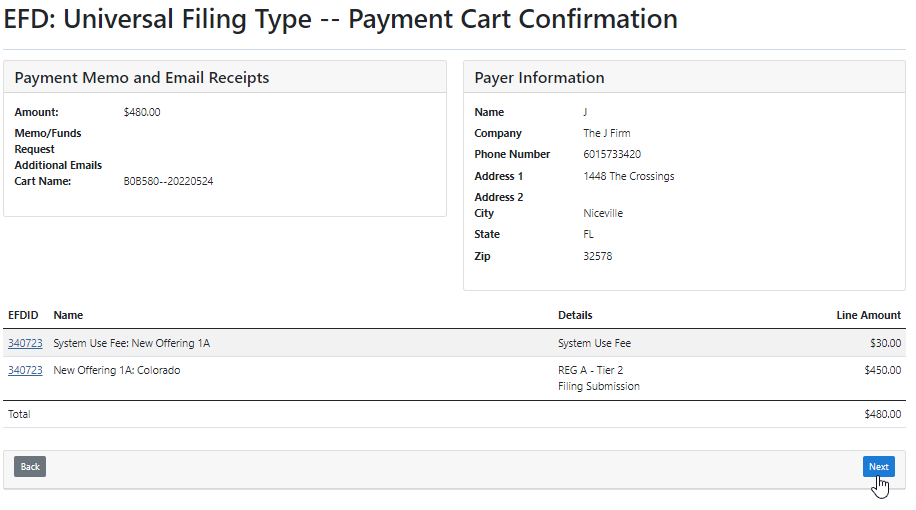 EFD: Universal Filing Type -- Payment Cart Confirmation
Payment Memo and Email Receipts
Amount: $480.00
Memo/Funds
Request
Additional Emails
Cart Name: B0B580--20220524
Payer Information
Name J
Company The J Firm
Phone Number 6015733420
Address 1 1448 The Crossings
Address 2
City Niceville
State FL
Zip 32578
EFDID Name Details Line Amount
340723 System Use Fee: New Offering 1A System Use Fee $30.00
340723 New Offering 1A: Colorado REG A - Tier 2 $450.00
Filing Submission
Total $480.00
Back Next